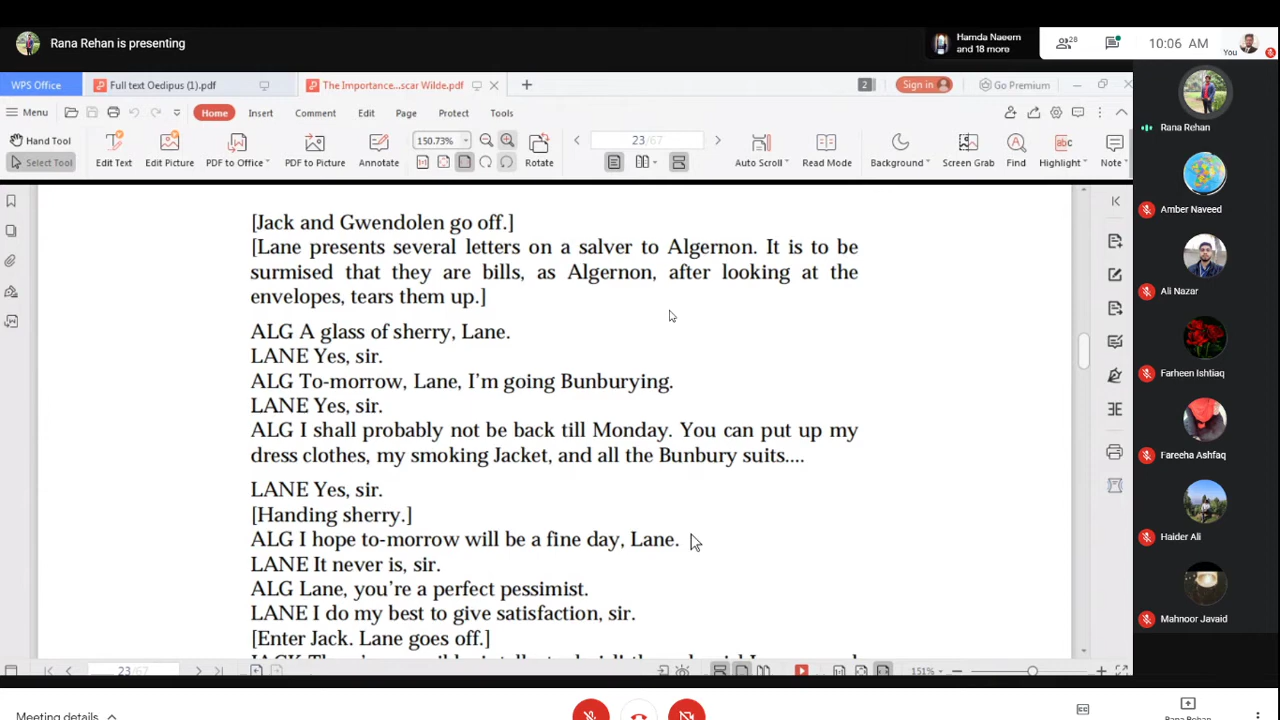 Rana Rehan is presenting
Hamda Naeem
and 18 more
28
10:06 AM
You
WPS Office
Full text Oedipus (1).pdf
The Importance...scar Wilde.pdf
2
Sign in
Go Premium
Menu
Home
Insert
Comment
Edit
Page
Protect
Tools
Hand Tool
Select Tool
Edit Text
Edit Picture
PDF to Office
PDF to Picture
Annotate
150.73%
Rotate
23/67
Auto Scroll
Read Mode
Background
Screen Grab
Find
Highlight
Note
[Jack and Gwendolen go off.]
[Lane presents several letters on a salver to Algernon. It is to be
surmised that they are bills, as Algernon, after looking at the
envelopes, tears them up.]
ALG A glass of sherry, Lane.
LANE Yes, sir.
ALG To-morrow, Lane, I'm going Bunburying.
LANE Yes, sir.
ALG I shall probably not be back till Monday. You can put up my
dress clothes, my smoking Jacket, and all the Bunbury suits....
LANE Yes, sir.
[Handing sherry.]
ALG I hope to-morrow will be a fine day, Lane.
LANE It never is, sir.
ALG Lane, you're a perfect pessimist.
LANE I do my best to give satisfaction, sir.
[Enter Jack. Lane goes off.]
23/67
151%
Rana Rehan
Amber Naveed
Ali Nazar
Farheen Ishtiaq
Fareeha Ashfaq
Haider Ali
Mahnoor Javaid
Meeting details
Rana Rehan